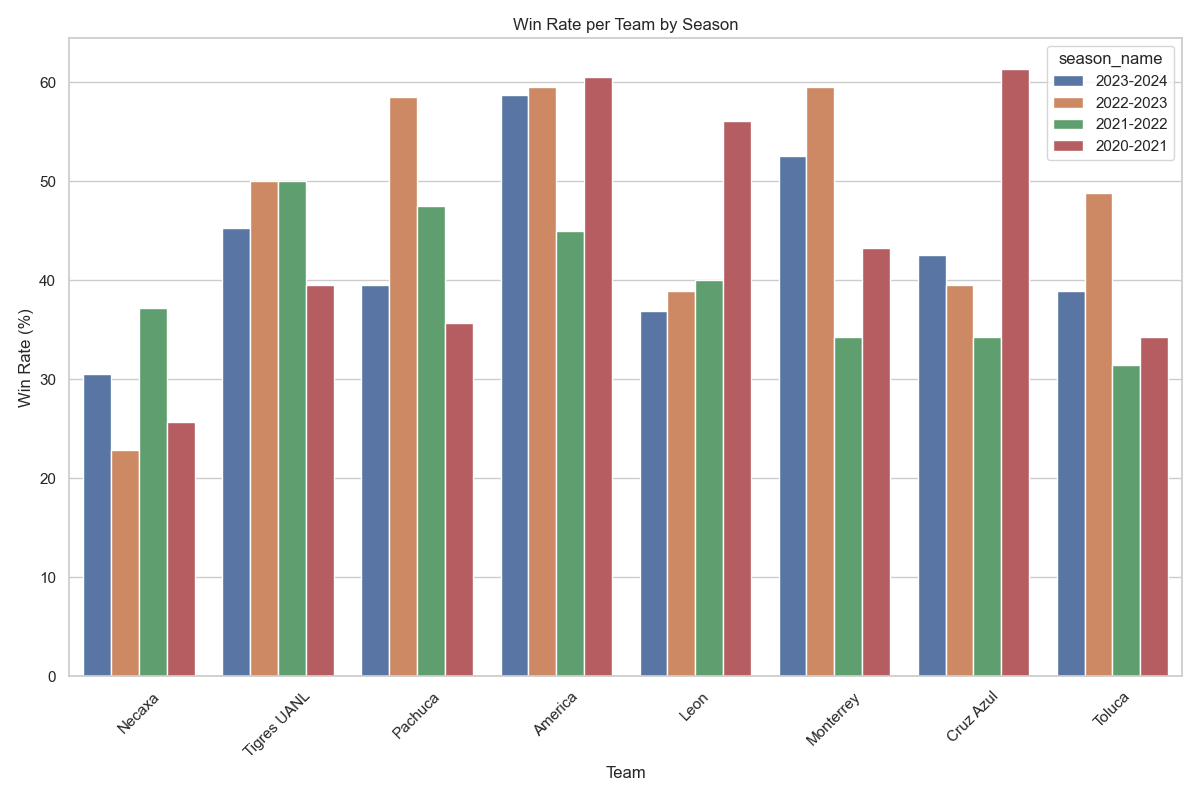 Win Rate per Team by Season
season_name
2023-2024
2022-2023
2021-2022
2020-2021
Win Rate (%)
60
50
40
30
20
10
0
Necaxa
Tigres UANL
Pachuca
America
Leon
Monterrey
Cruz Azul
Toluca
Team